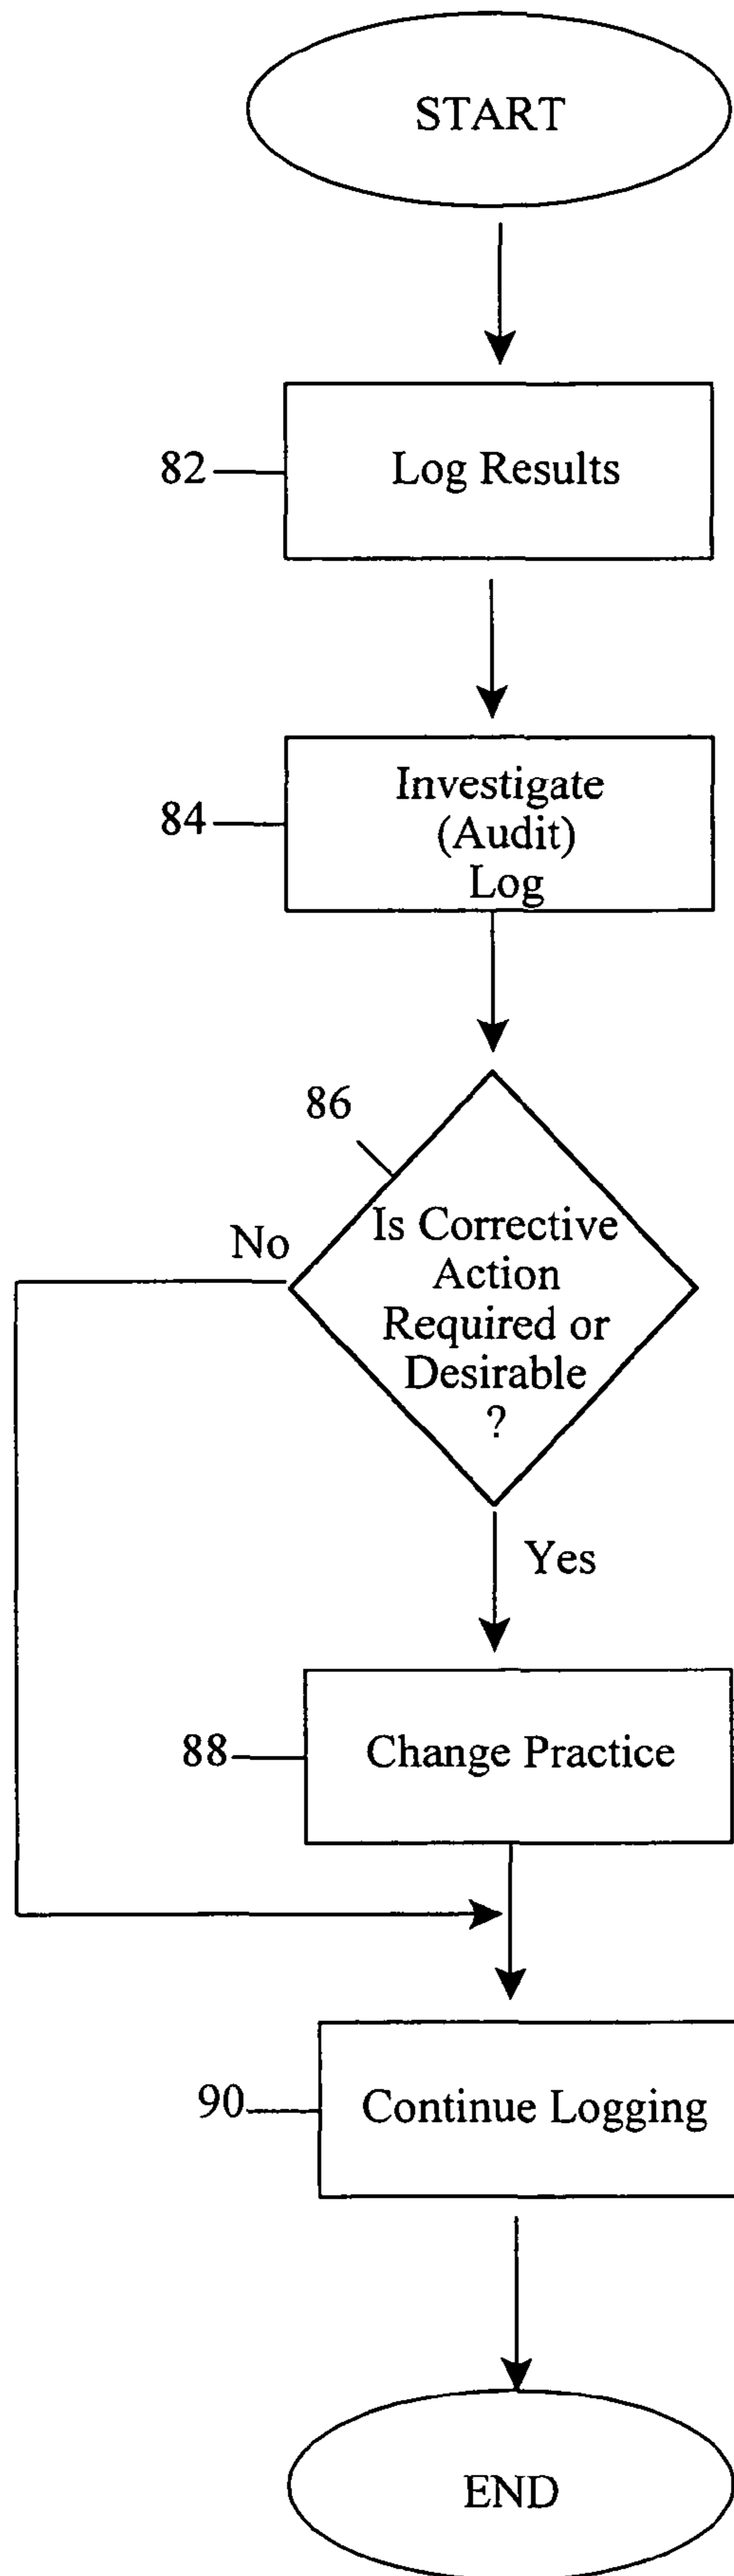 START
82
Log Results
84
Investigate
(Audit)
Log
86
No
Is Corrective
Action
Required or
Desirable
?
Yes
88
Change Practice
90
Continue Logging
END